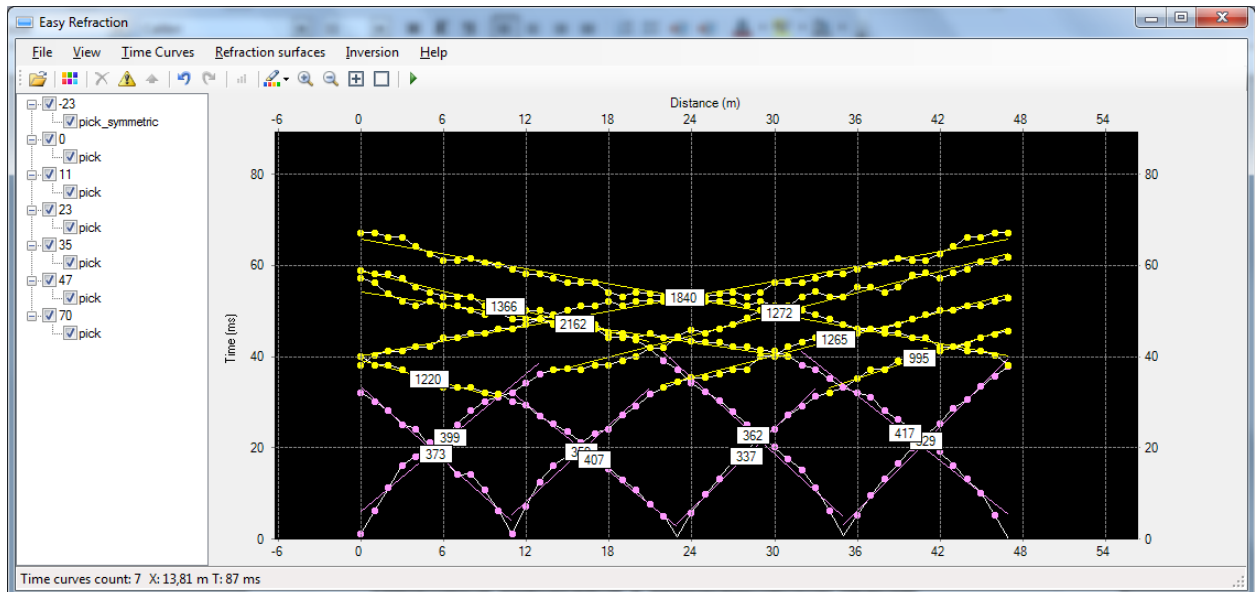 Easy Refraction
File View Time Curves Refraction surfaces Inversion Help
-23
pick_symmetric
0
pick
11
pick
23
pick
35
pick
47
pick
70
pick
Distance (m)
-6 0 6 12 18 24 30 36 42 48 54
80 80
60 60
1840
1366
1272
2162
1265
Time (ms)
40 40
995
1220
417
362
399
329
20 20
373
407
337
0 0
-6 0 6 12 18 24 30 36 42 48 54
Time curves count: 7 X: 13,81 m T: 87 ms